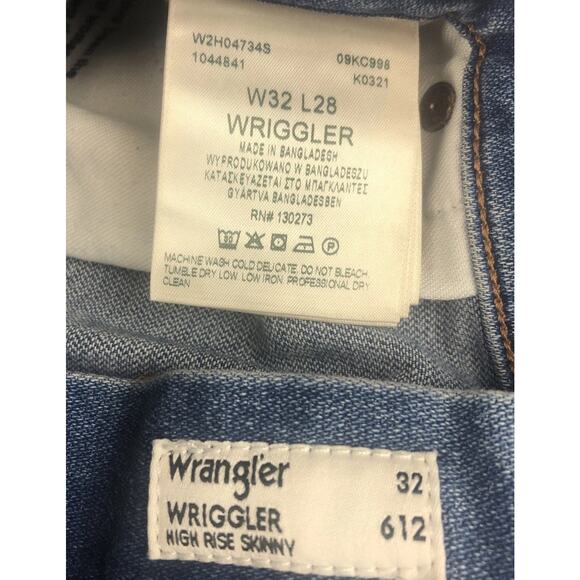 W2H04734S 09KC998
1044841 K0321
W32 L28
WRIGGLER
MADE IN BANGLADESH
WYPRODUKOWANO W BANGLADESZU
ΚΑΤΑΣΚΕΥΑΖΕΤΑΙ ΣΤΟ ΜΠΑΓΚΛΑΝΤΕΣ
GYÁRTVA BANGLADESBEN
RN# 130273
MACHINE WASH COLD DELICATE. DO NOT BLEACH.
TUMBLE DRY LOW. LOW IRON. PROFESSIONAL DRY
CLEAN
Wrangler 32
WRIGGLER 612
HIGH RISE SKINNY